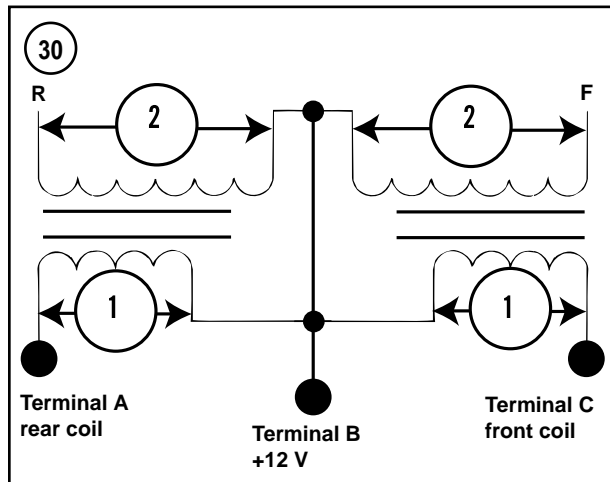 30
R
F
2
2
1
1
Terminal A
rear coil
Terminal B
+12 V
Terminal C
front coil